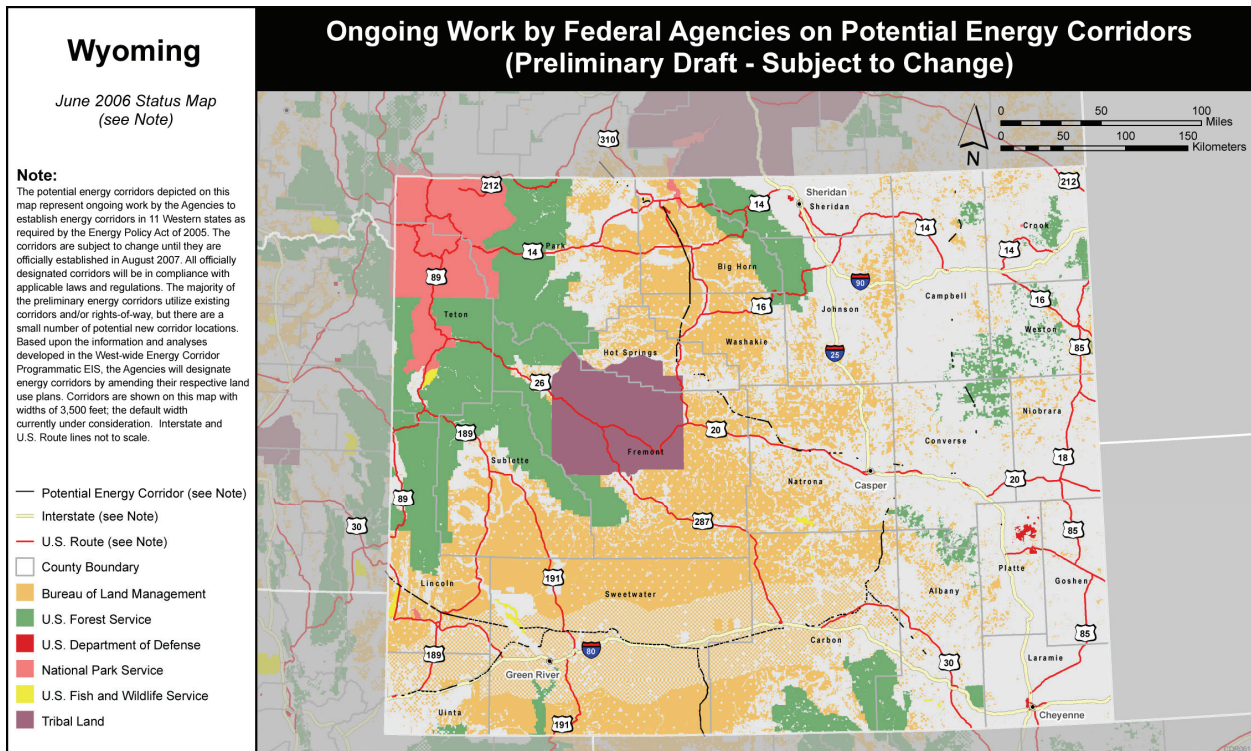 Wyoming
June 2006 Status Map
(see Note)
Note:
The potential energy corridors depicted on this
map represent ongoing work by the Agencies to
establish energy corridors in 11 Western states as
required by the Energy Policy Act of 2005. The
corridors are subject to change until they are
officially established in August 2007. All officially
designated corridors will be in compliance with
applicable laws and regulations. The majority of
the preliminary energy corridors utilize existing
corridors and/or rights-of-way, but there are a
small number of potential new corridor locations.
Based upon the information and analyses
developed in the West-wide Energy Corridor
Programmatic EIS, the Agencies will designate
energy corridors by amending their respective land
use plans. Corridors are shown on this map with
widths of 3,500 feet; the default width
currently under consideration. Interstate and
U.S. Route lines not to scale.
Potential Energy Corridor (see Note)
Interstate (see Note)
U.S. Route (see Note)
County Boundary
Bureau of Land Management
U.S. Forest Service
U.S. Department of Defense
National Park Service
U.S. Fish and Wildlife Service
Tribal Land
Ongoing Work by Federal Agencies on Potential Energy Corridors
(Preliminary Draft - Subject to Change)
0 50 100
Miles
0 50 100 150
Kilometers
N
310
212
212
Sheridan
Sheridan
14
14
14
14
Park
Crook
Big Horn
89
90
Campbell
Johnson
16
16
Teton
Weston
Washakie
25
85
Hot Springs
26
Niobrara
189
20
Converse
Fremont
Sublette
18
Casper
20
Natrona
89
30
287
85
Platte
Goshen
Lincoln
191
Sweetwater
Albany
85
Carbon
189
80
Laramie
30
Green River
Uinta
191
Cheyenne